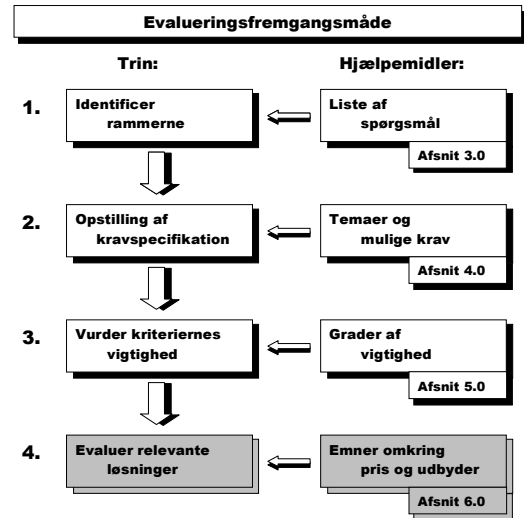 Evalueringsfremgangsmåde
Trin:
Hjælpemidler:
1.
Identificer
rammerne
Liste af
spørgsmål
Afsnit 3.0
2.
Opstilling af
kravspecifikation
Temaer og
mulige krav
Afsnit 4.0
3.
Vurder kriteriernes
vigtighed
Grader af
vigtighed
Afsnit 5.0
4.
Evaluer relevante
løsninger
Emner omkring
pris og udbyder
Afsnit 6.0